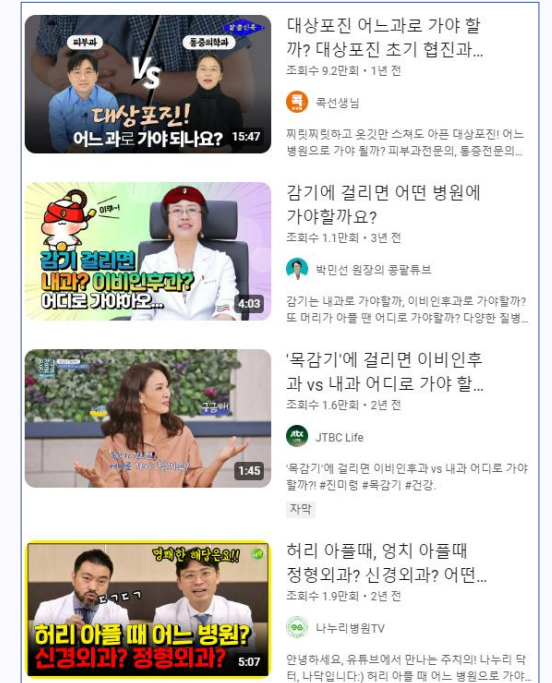 말씀신육
피부과
통증의학과
VS
대상포진!
어느 과로 가야 되나요?
15:47
대상포진 어느과로 가야 할
까? 대상포진 초기 협진과...
조회수 9.2만회 • 1년 전
콕선생님
찌릿찌릿하고 옷깃만 스쳐도 아픈 대상포진! 어느
병원으로 가야 될까? 피부과전문의, 통증전문의...
아쿠~!
감기 걸리면
내과? 이비인후과?
어디로 가야하오...
4:03
감기에 걸리면 어떤 병원에
가야할까요?
조회수 1.1만회 • 3년 전
박민선 원장의 콩팔튜브
감기는 내과로 가야할까, 이비인후과로 가야할까?
또 머리가 아플 땐 어디로 가야할까? 다양한 질병...
궁금해
1:45
'목감기'에 걸리면 이비인후
과 vs 내과 어디로 가야 할...
조회수 1.6만회 • 2년 전
jtbc
JTBC Life
'목감기'에 걸리면 이비인후과 vs 내과 어디로 가야
할까?! #진미령 #목감기 #건강.
자막
명쾌한 해답은요!!
ㄷㄱㄷㄱ
허리 아플 때 어느 병원?
신경외과? 정형외과?
5:07
허리 아플때, 엉치 아플때
정형외과? 신경외과? 어떤...
조회수 1.9만회 • 2년 전
나누리병원TV
안녕하세요, 유튜브에서 만나는 주치의! 나누리 닥
터, 나닥입니다:) 허리 아플 때 어느 병원으로 가야...